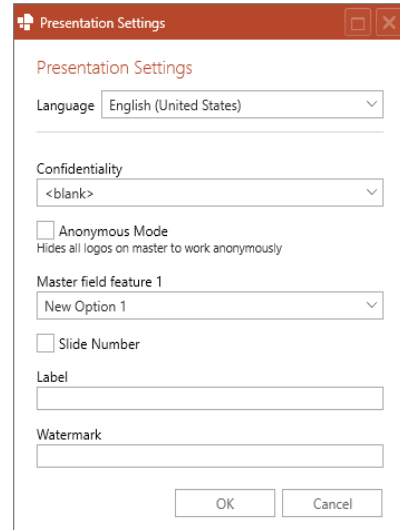 Presentation Settings
Presentation Settings
Language English (United States)
Confidentiality
<blank>
Anonymous Mode
Hides all logos on master to work anonymously
Master field feature 1
New Option 1
Slide Number
Label
Watermark
OK Cancel